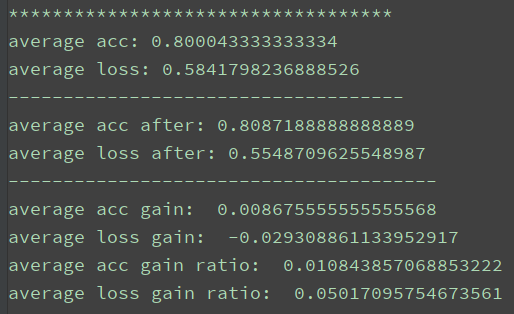 ***********************************
average acc: 0.800043333333334
average loss: 0.5841798236888526
------------------------------------
average acc after: 0.8087188888888889
average loss after: 0.5548709625548987
---------------------------------------
average acc gain:  0.008675555555555568
average loss gain:  -0.029308861133952917
average acc gain ratio:  0.010843857068853222
average loss gain ratio:  0.05017095754673561